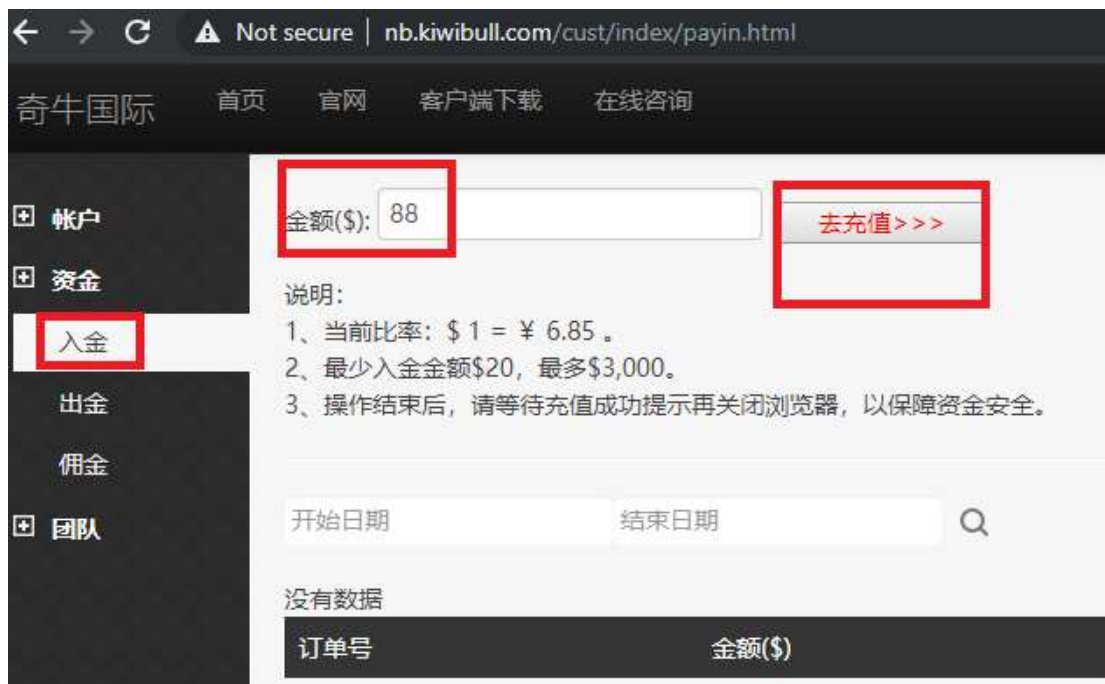 Not secure | nb.kiwibull.com/cust/index/payin.html
奇牛国际 首页 官网 客户端下载 在线咨询
帐户
资金
入金
出金
佣金
团队
金额($): 88 去充值>>>
说明：
1、当前比率：$ 1 = ¥ 6.85 。
2、最少入金金额$20，最多$3,000。
3、操作结束后，请等待充值成功提示再关闭浏览器，以保障资金安全。
开始日期 结束日期
没有数据
订单号 金额($)